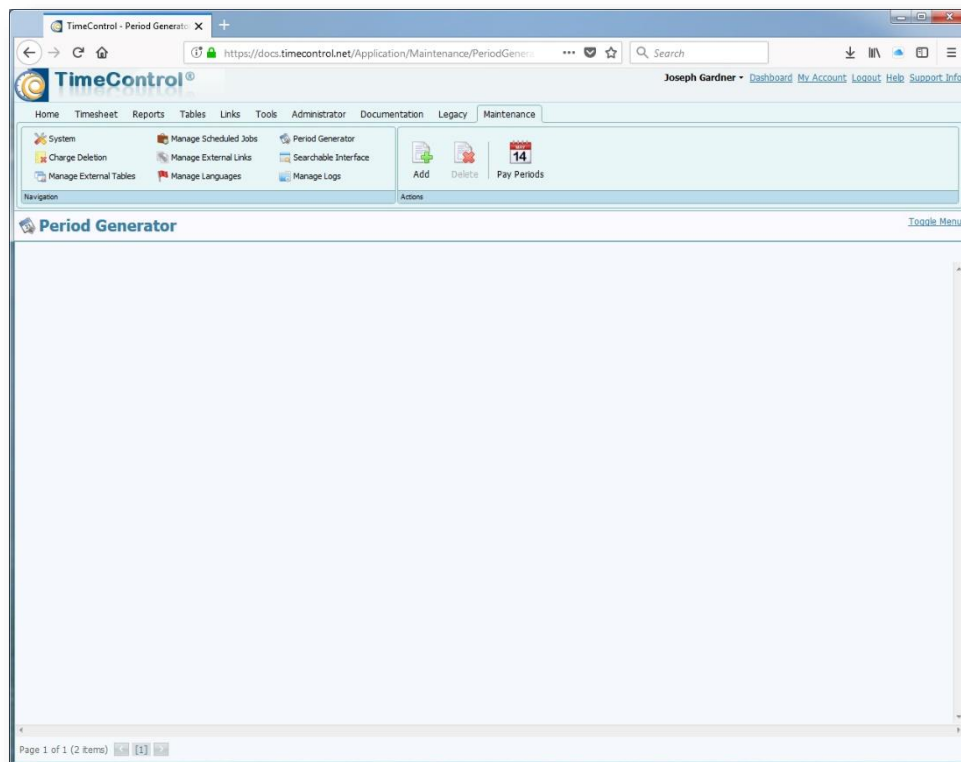 TimeControl - Period Generato
https://docs.timecontrol.net/Application/Maintenance/PeriodGenera
Search
TimeControl®
Joseph Gardner Dashboard My Account Logout Help Support Info
Home Timesheet Reports Tables Links Tools Administrator Documentation Legacy Maintenance
System Manage Scheduled Jobs Period Generator
Charge Deletion Manage External Links Searchable Interface
Manage External Tables Manage Languages Manage Logs
14
Add Delete Pay Periods
Navigation Actions
Period Generator Toggle Menu
Page 1 of 1 (2 items) [1]